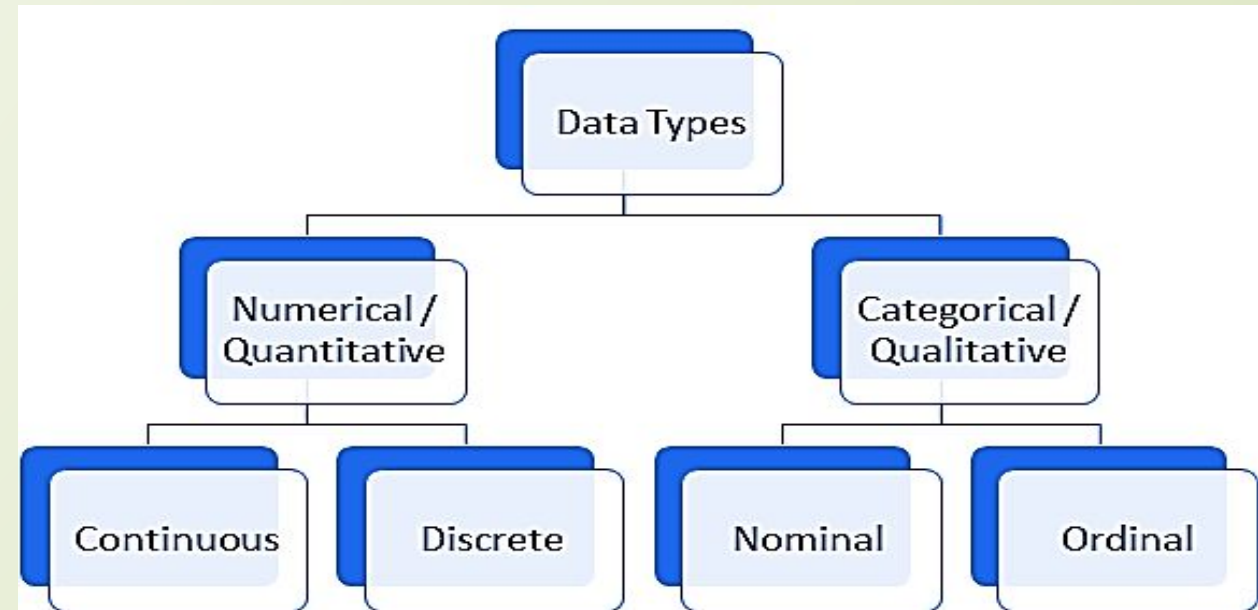 Data Types
Numerical /
Quantitative
Categorical /
Qualitative
Continuous
Discrete
Nominal
Ordinal